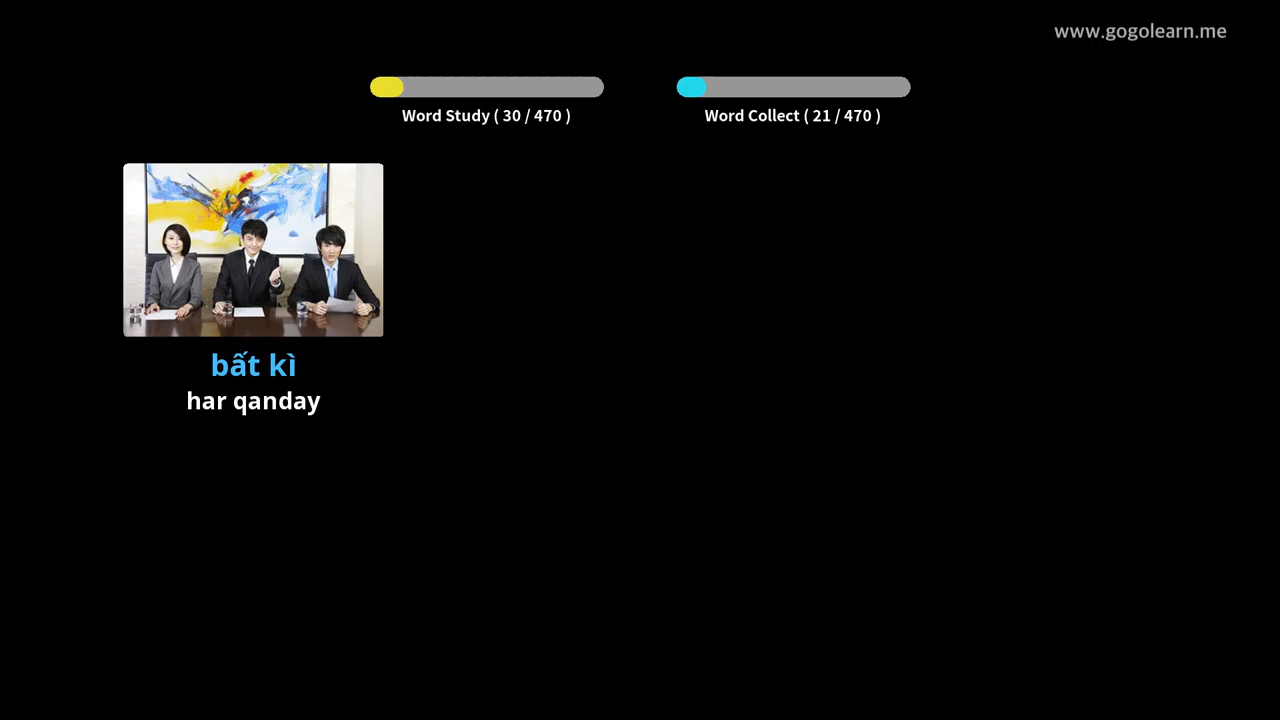 www.gogolearn.me
Word Study ( 30 / 470 )
Word Collect ( 21 / 470 )
bất kì
har qanday